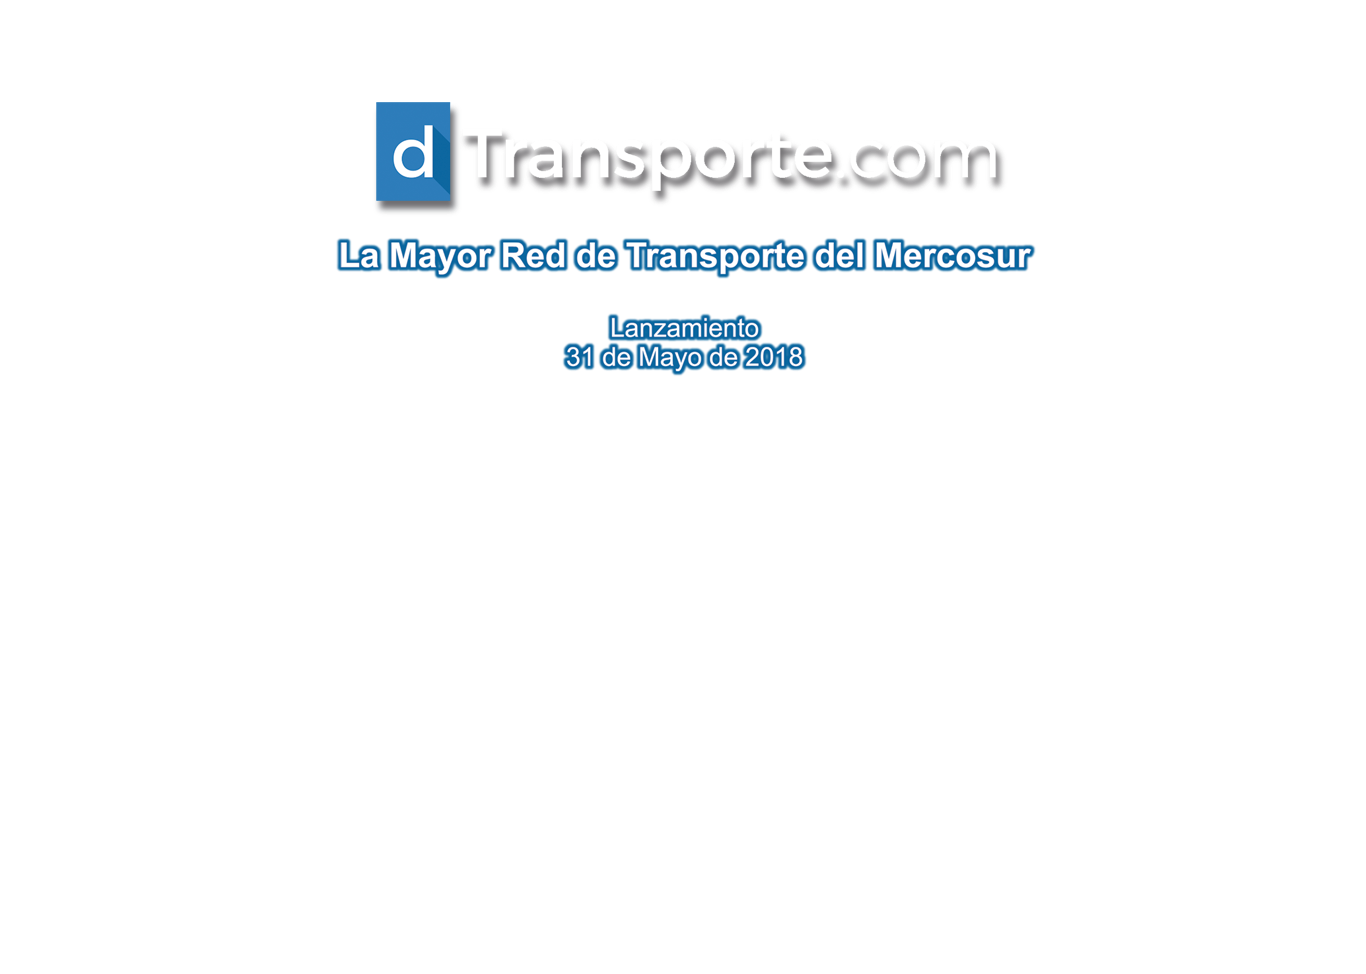 d Transporte.com
La Mayor Red de Transporte del Mercosur
Lanzamiento
31 de Mayo de 2018